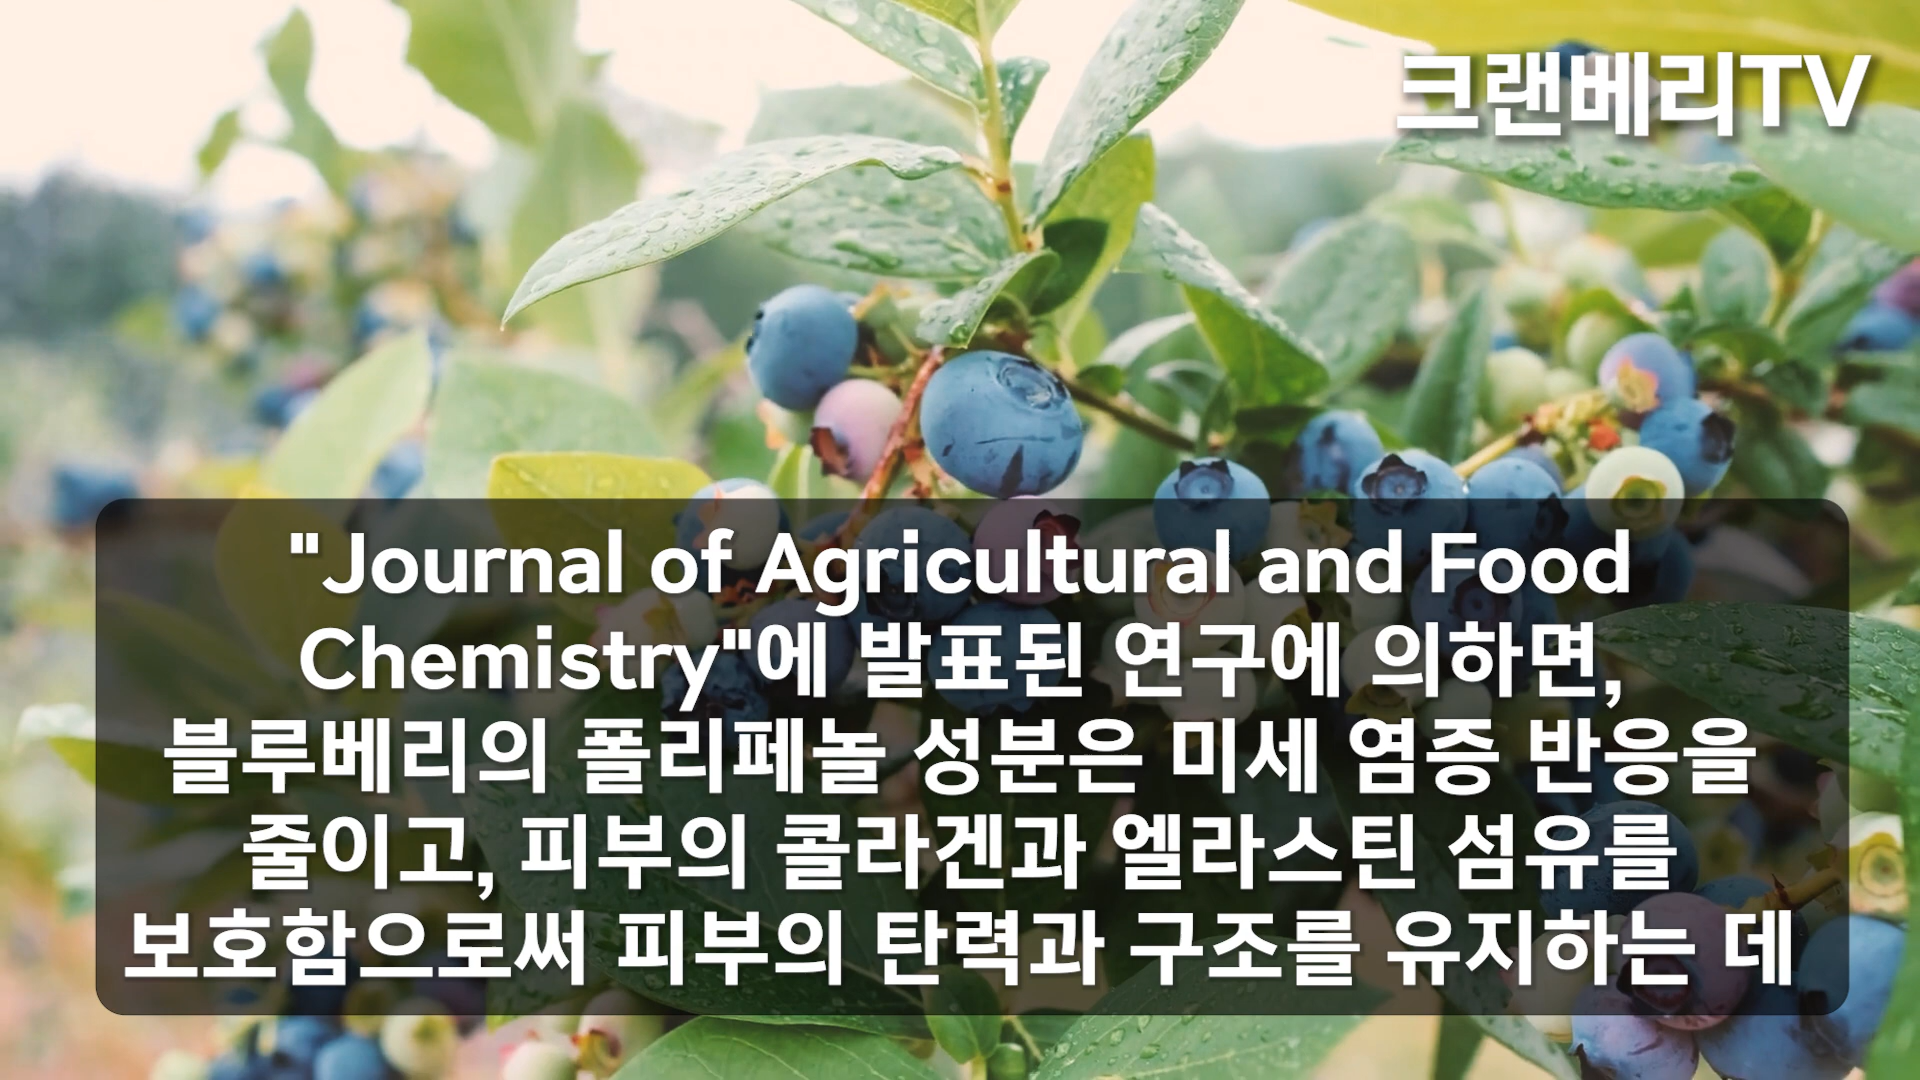 크랜베리TV
"Journal of Agricultural and Food
Chemistry"에 발표된 연구에 의하면,
블루베리의 폴리페놀 성분은 미세 염증 반응을
줄이고, 피부의 콜라겐과 엘라스틴 섬유를
보호함으로써 피부의 탄력과 구조를 유지하는 데